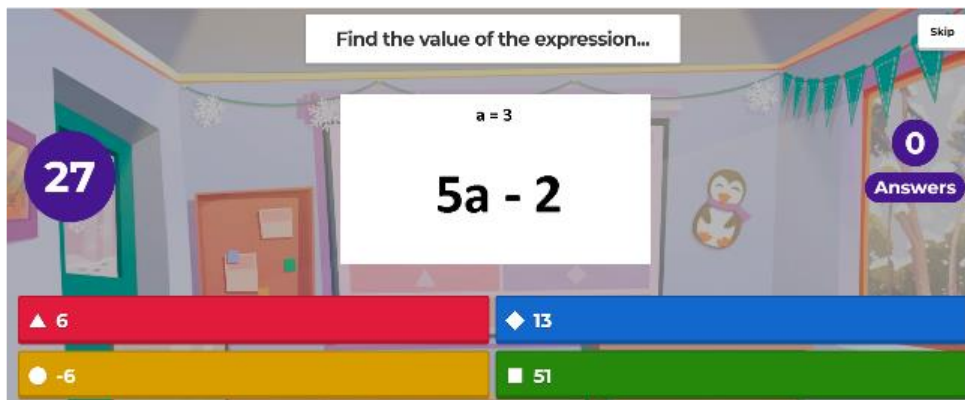 Find the value of the expression...
Skip
a = 3
27
5a - 2
0
Answers
6
13
-6
51